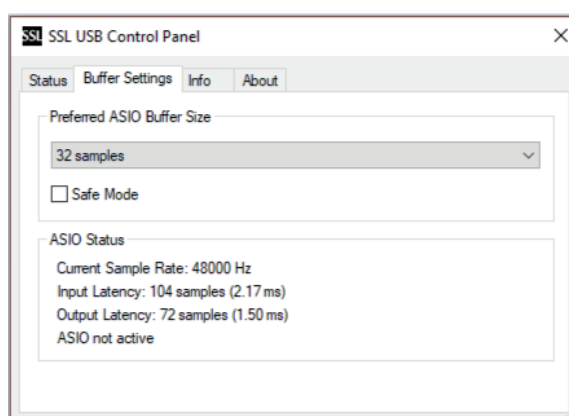 SSL SSL USB Control Panel
Status Buffer Settings Info About
Preferred ASIO Buffer Size
32 samples
Safe Mode
ASIO Status
Current Sample Rate: 48000 Hz
Input Latency: 104 samples (2.17 ms)
Output Latency: 72 samples (1.50 ms)
ASIO not active